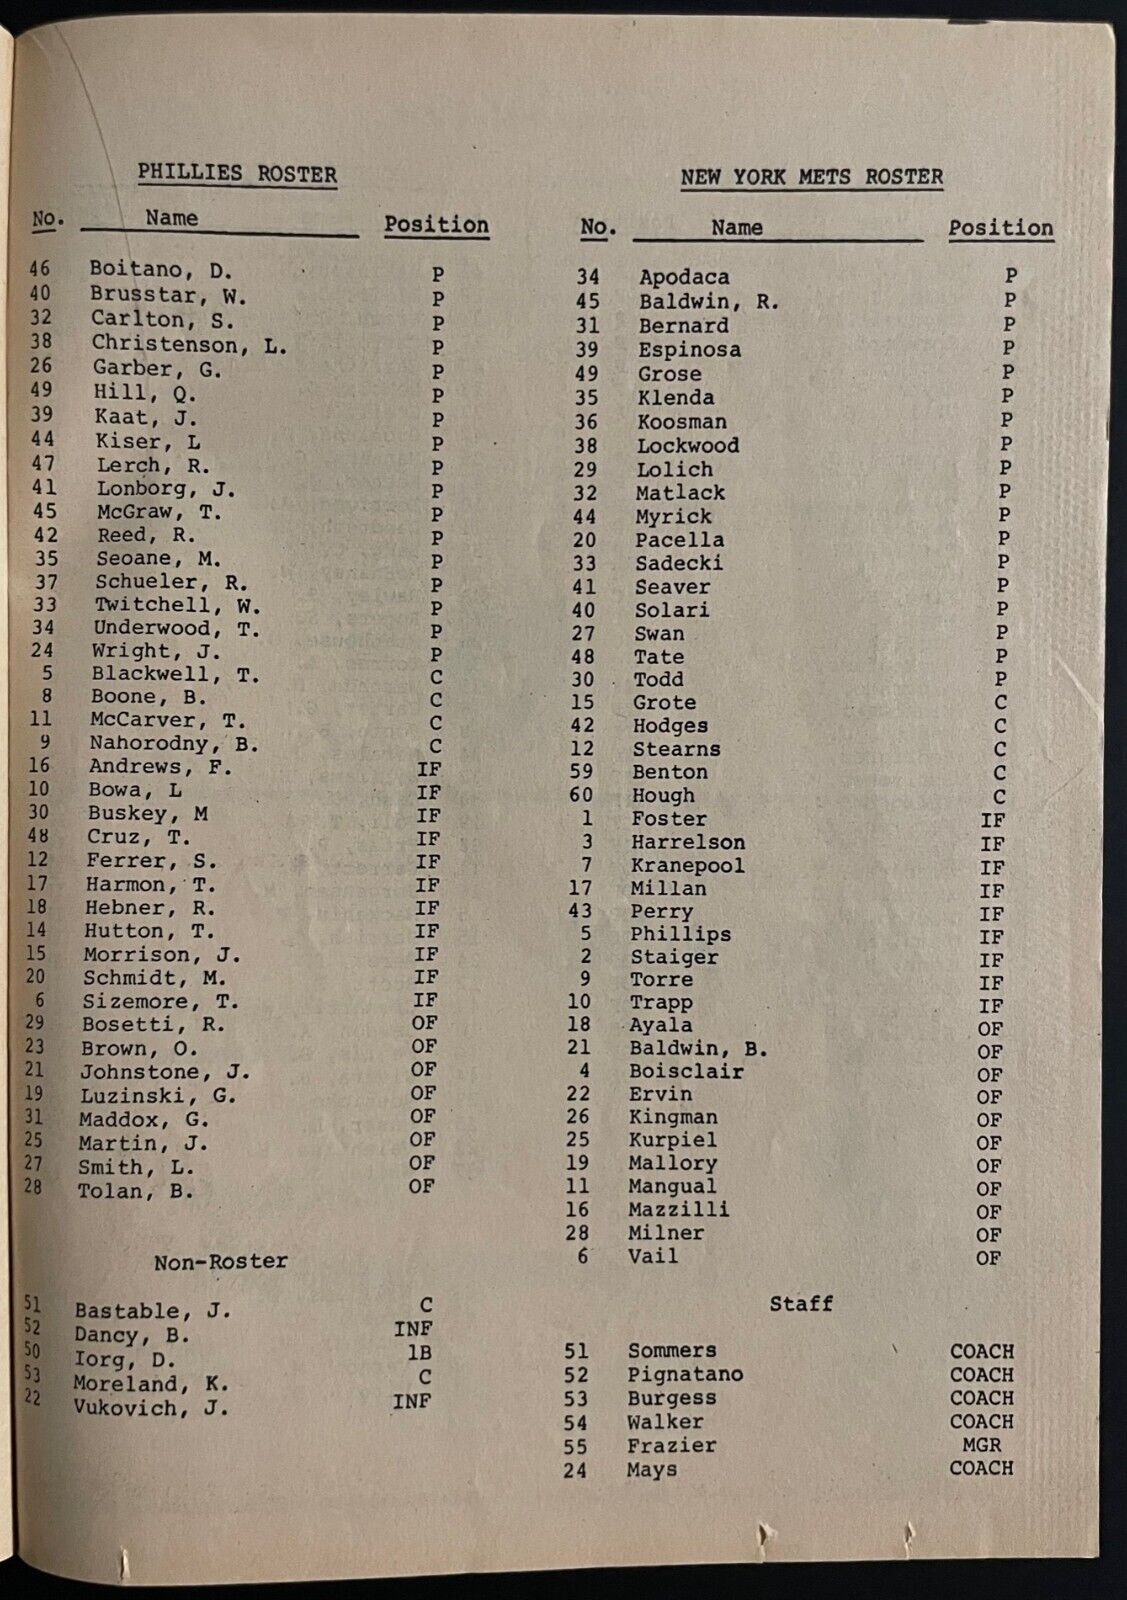 PHILLIES ROSTER
No. Name Position
46 Boitano, D. P
40 Brusstar, W. P
32 Carlton, S. P
38 Christenson, L. P
26 Garber, G. P
49 Hill, Q. P
39 Kaat, J. P
44 Kiser, L P
47 Lerch, R. P
41 Lonborg, J. P
45 McGraw, T. P
42 Reed, R. P
35 Seoane, M. P
37 Schueler, R. P
33 Twitchell, W. P
34 Underwood, T. P
24 Wright, J. P
5 Blackwell, T. C
8 Boone, B. C
11 McCarver, T. C
9 Nahorodny, B. C
16 Andrews, F. IF
10 Bowa, L IF
30 Buskey, M IF
48 Cruz, T. IF
12 Ferrer, S. IF
17 Harmon, T. IF
18 Hebner, R. IF
14 Hutton, T. IF
15 Morrison, J. IF
20 Schmidt, M. IF
6 Sizemore, T. IF
29 Bosetti, R. OF
23 Brown, O. OF
21 Johnstone, J. OF
19 Luzinski, G. OF
31 Maddox, G. OF
25 Martin, J. OF
27 Smith, L. OF
28 Tolan, B. OF
Non-Roster
51 Bastable, J. C
52 Dancy, B. INF
50 Iorg, D. 1B
53 Moreland, K. C
22 Vukovich, J. INF
NEW YORK METS ROSTER
No. Name Position
34 Apodaca P
45 Baldwin, R. P
31 Bernard P
39 Espinosa P
49 Grose P
35 Klenda P
36 Koosman P
38 Lockwood P
29 Lolich P
32 Matlack P
44 Myrick P
20 Pacella P
33 Sadecki P
41 Seaver P
40 Solari P
27 Swan P
48 Tate P
30 Todd P
15 Grote C
42 Hodges C
12 Stearns C
59 Benton C
60 Hough C
1 Foster IF
3 Harrelson IF
7 Kranepool IF
17 Millan IF
43 Perry IF
5 Phillips IF
2 Staiger IF
9 Torre IF
10 Trapp IF
18 Ayala OF
21 Baldwin, B. OF
4 Boisclair OF
22 Ervin OF
26 Kingman OF
25 Kurpiel OF
19 Mallory OF
11 Mangual OF
16 Mazzilli OF
28 Milner OF
6 Vail OF
Staff
51 Sommers COACH
52 Pignatano COACH
53 Burgess COACH
54 Walker COACH
55 Frazier MGR
24 Mays COACH